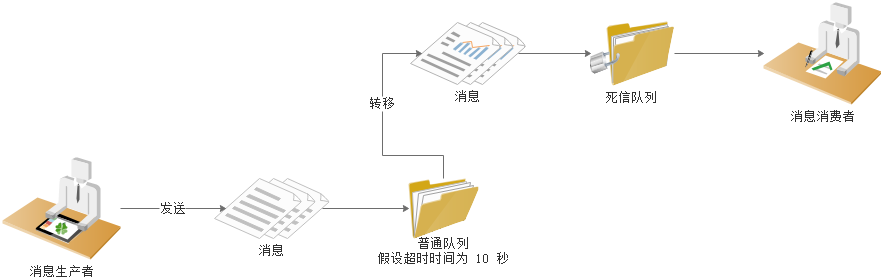 转移
消息
死信队列
消息消费者
发送
消息生产者
消息
普通队列
假设超时时间为 10 秒